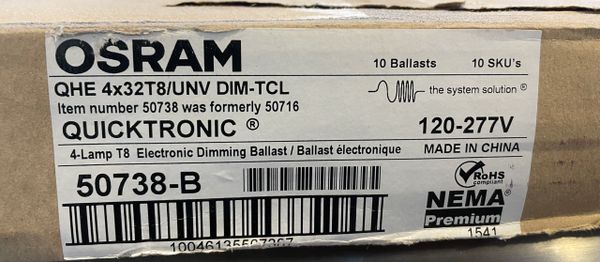 OSRAM
10 Ballasts 10 SKU's
QHE 4x32T8/UNV DIM-TCL
the system solution ®
Item number 50738 was formerly 50716
QUICKTRONIC ®
120-277V
4-Lamp T8 Electronic Dimming Ballast / Ballast électronique
MADE IN CHINA
50738-B
RoHS
compliant
NEMA®
Premium
1541